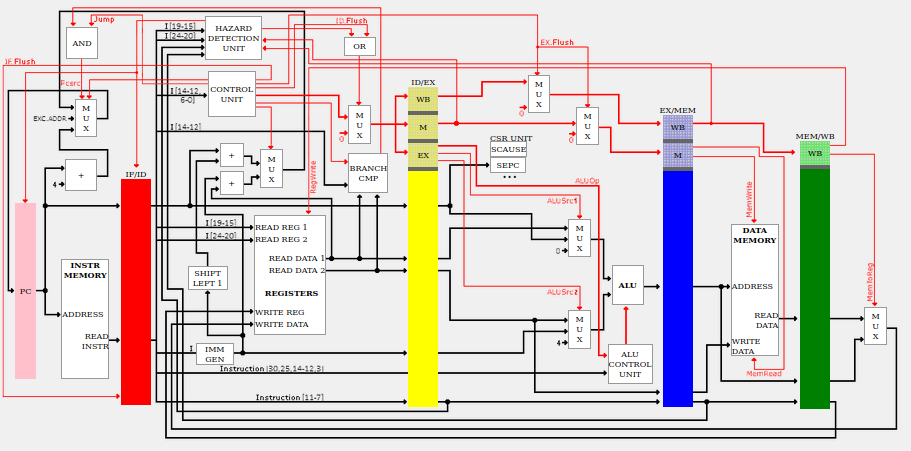 Jump
I [19-15]
I [24-20]
HAZARD
DETECTION
UNIT
ID.Flush
OR
AND
EX.Flush
IF.Flush
Pcsrc
I [14-12
6-0]
CONTROL
UNIT
ID/EX
WB
M
EX
M
U
X
0
M
U
X
0
M
U
X
0
EX/MEM
WB
M
MEM/WB
WB
EXC.ADDR
M
U
X
I [14-12]
CSR UNIT
SCAUSE
SEPC
• • •
+
4
IF/ID
+
+
M
U
X
BRANCH
CMP
RegWrite
ALUOp
ALUSrc1
MemWrite
I [19-15]
I [24-20]
READ REG 1
READ REG 2
READ DATA 1
READ DATA 2
REGISTERS
WRITE REG
WRITE DATA
M
U
X
0
DATA
MEMORY
ADDRESS
READ
DATA
WRITE
DATA
MemRead
MemToReg
M
U
X
PC
INSTR
MEMORY
ADDRESS
READ
INSTR
SHIFT
LEFT 1
ALU
ALUSrc2
M
U
X
4
I
IMM
GEN
ALU
CONTROL
UNIT
Instruction [30,25,14-12,3]
Instruction [11-7]